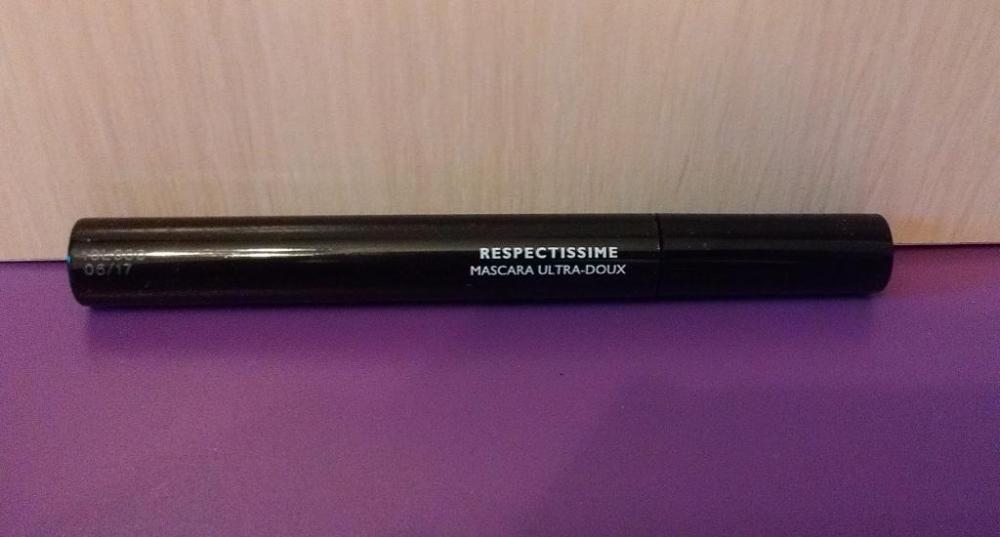 06/17
RESPECTISSIME
MASCARA ULTRA-DOUX